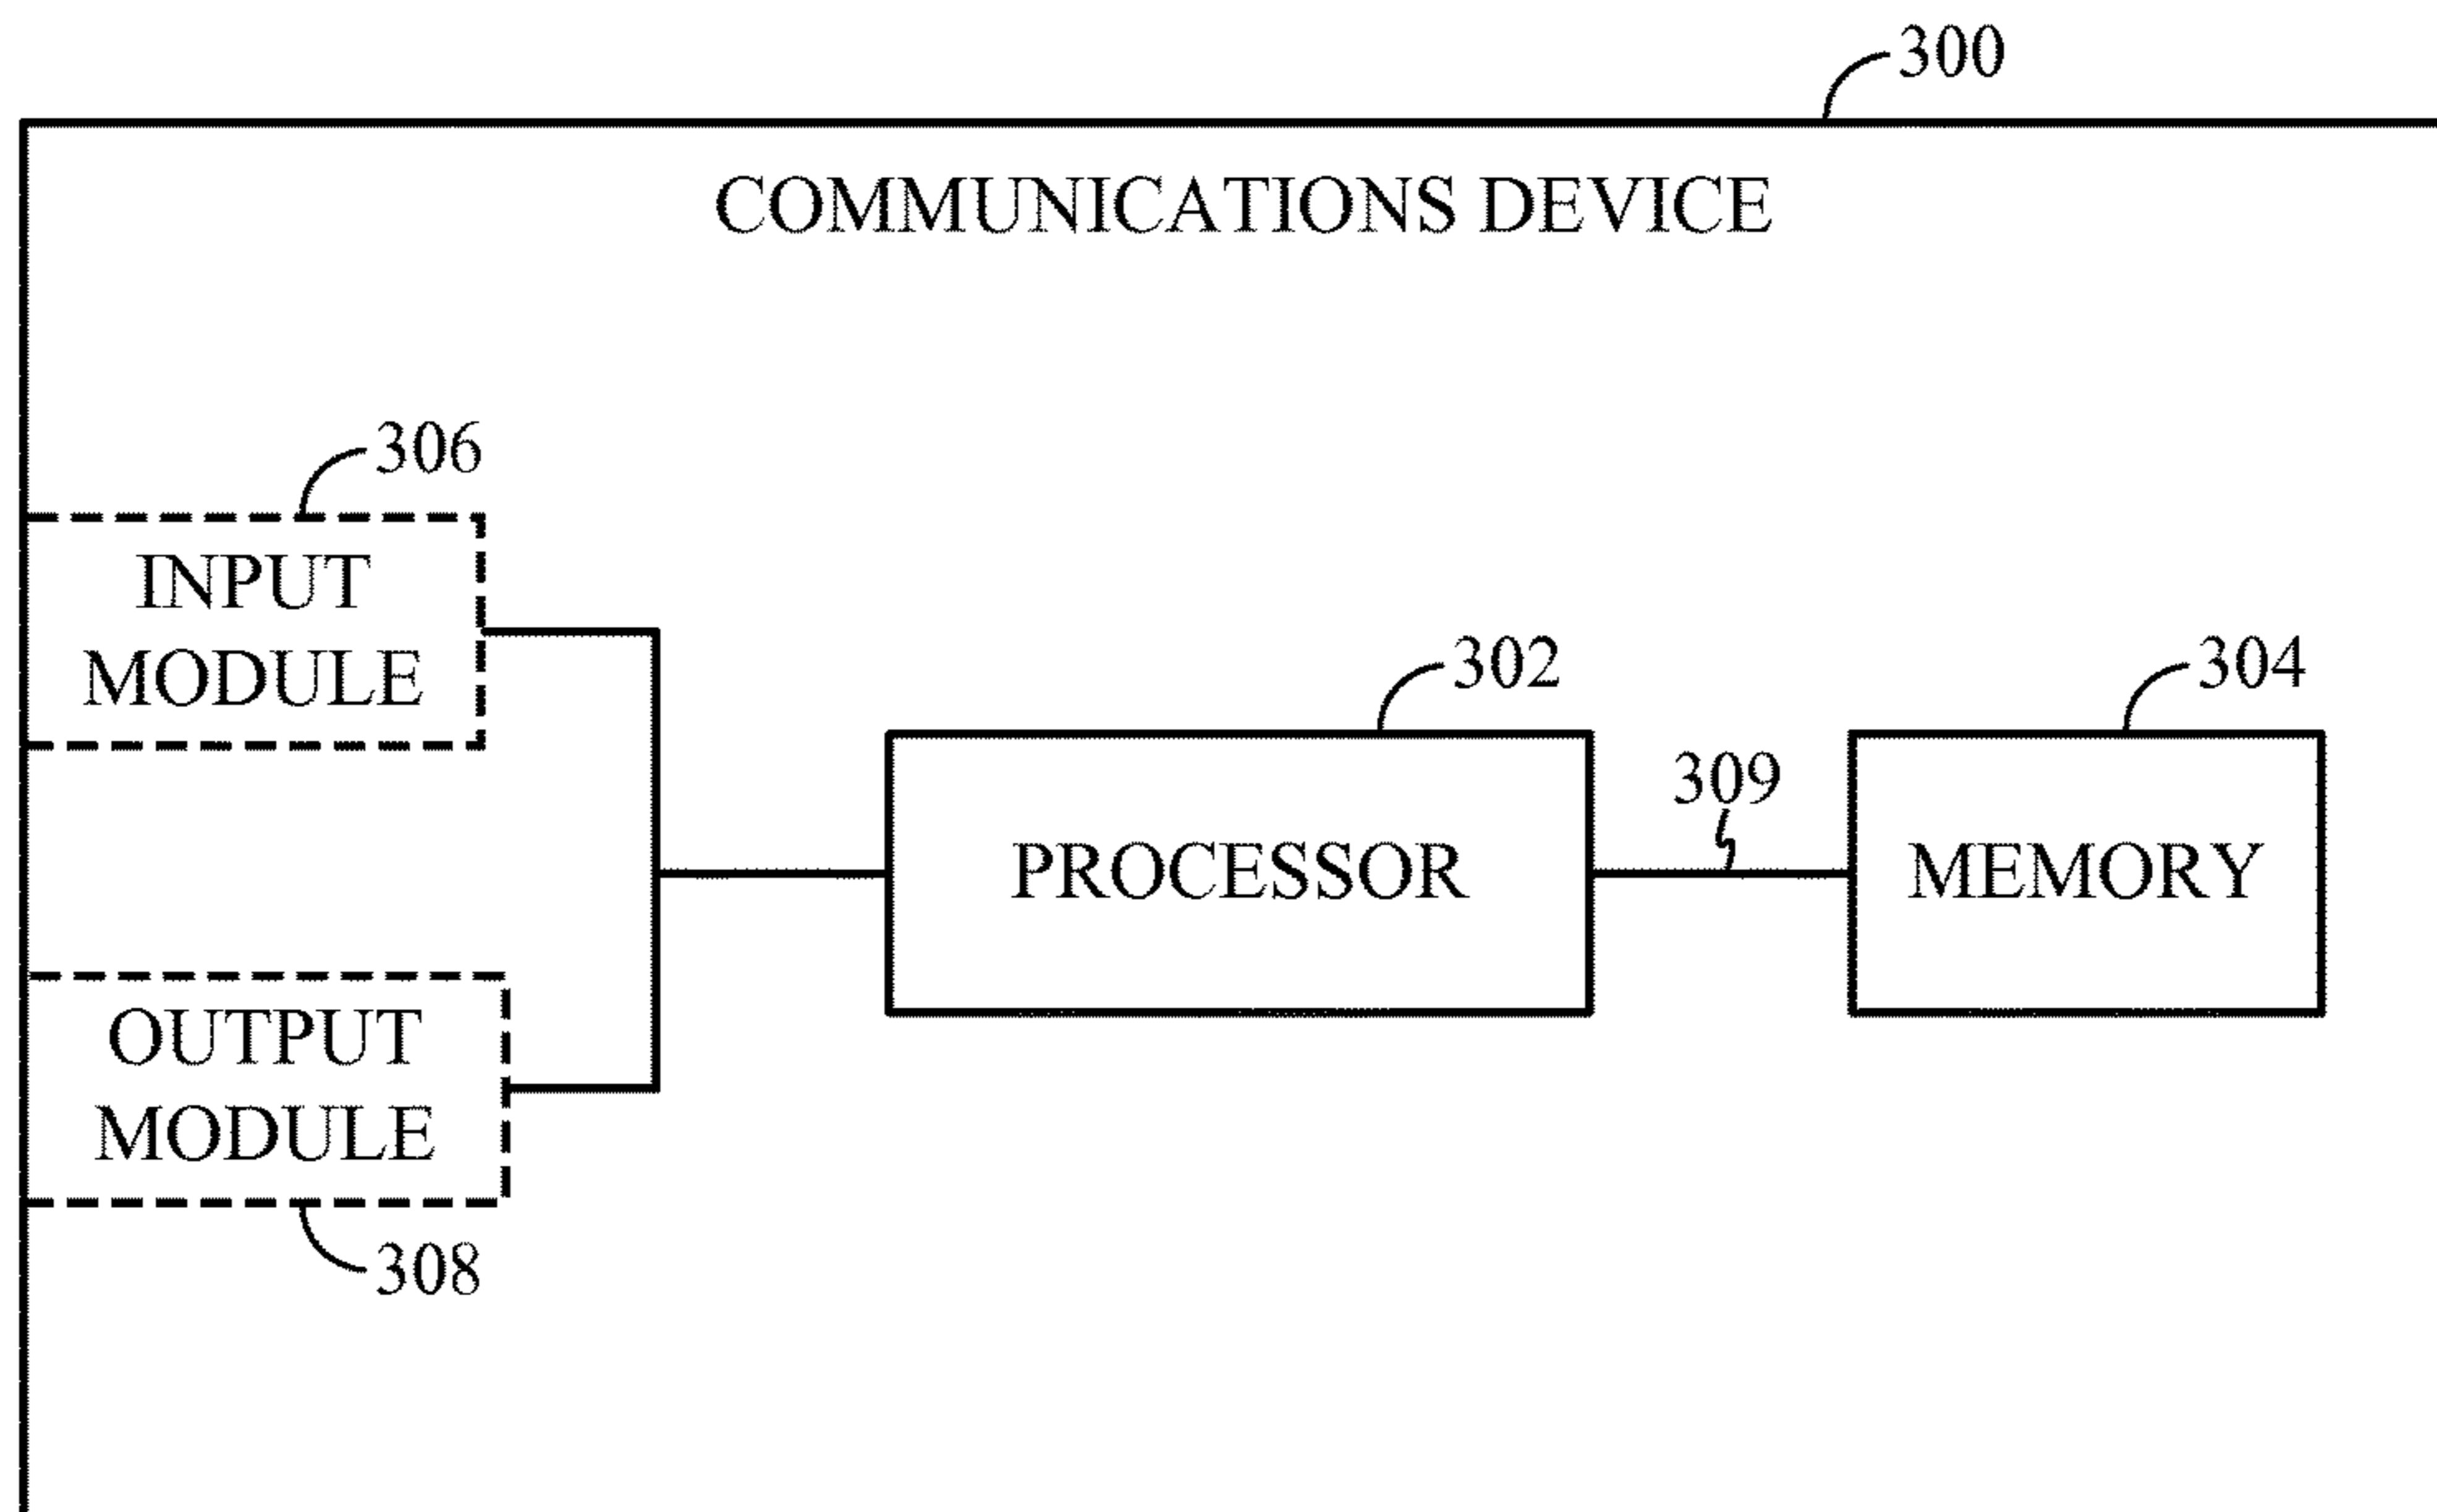 300
COMMUNICATIONS DEVICE
306
INPUT
MODULE
302
304
309
PROCESSOR
MEMORY
OUTPUT
MODULE
308